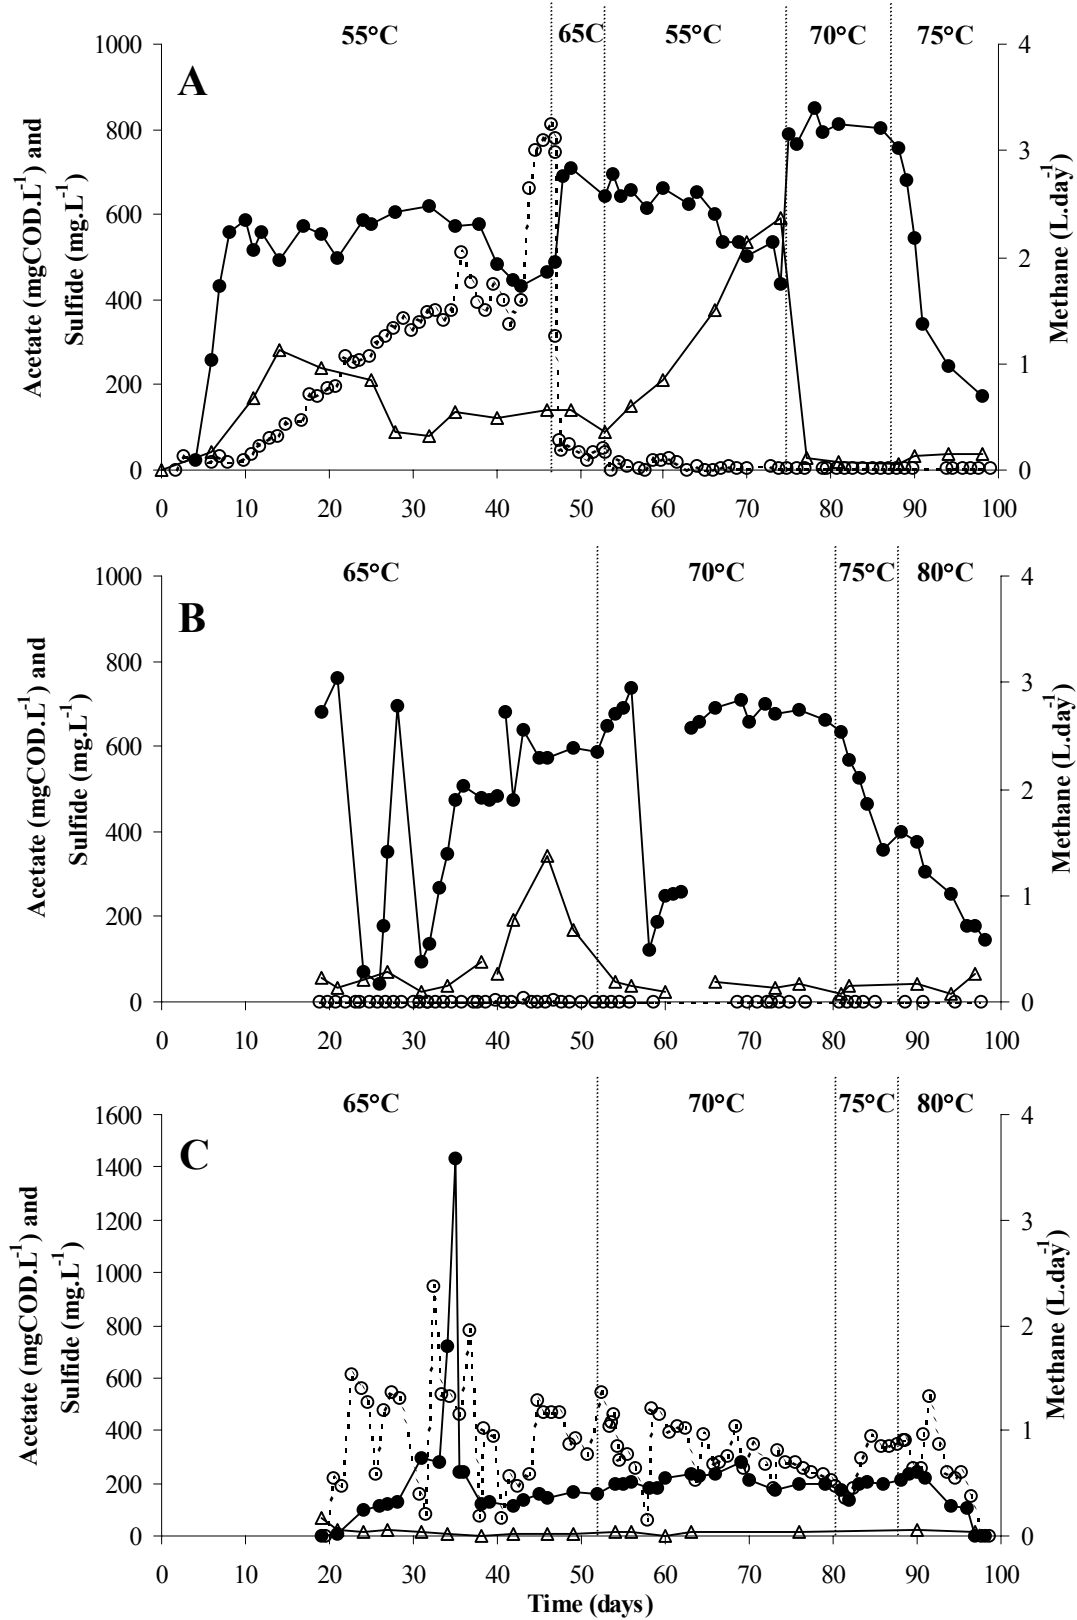 55°C 65C 55°C 70°C 75°C
A
Acetate (mgCOD.L-1) and
Sulfide (mg.L-1)
1000
800
600
400
200
0
4
3
2
1
0
Methane (L.day-1)
0 10 20 30 40 50 60 70 80 90 100
65°C 70°C 75°C 80°C
B
Acetate (mgCOD.L-1) and
Sulfide (mg.L-1)
1000
800
600
400
200
0
4
3
2
1
0
Methane (L.day-1)
0 10 20 30 40 50 60 70 80 90 100
65°C 70°C 75°C 80°C
C
Acetate (mgCOD.L-1) and
Sulfide (mg.L-1)
1600
1400
1200
1000
800
600
400
200
0
4
3
2
1
0
Methane (L.day-1)
0 10 20 30 40 50 60 70 80 90 100
Time (days)